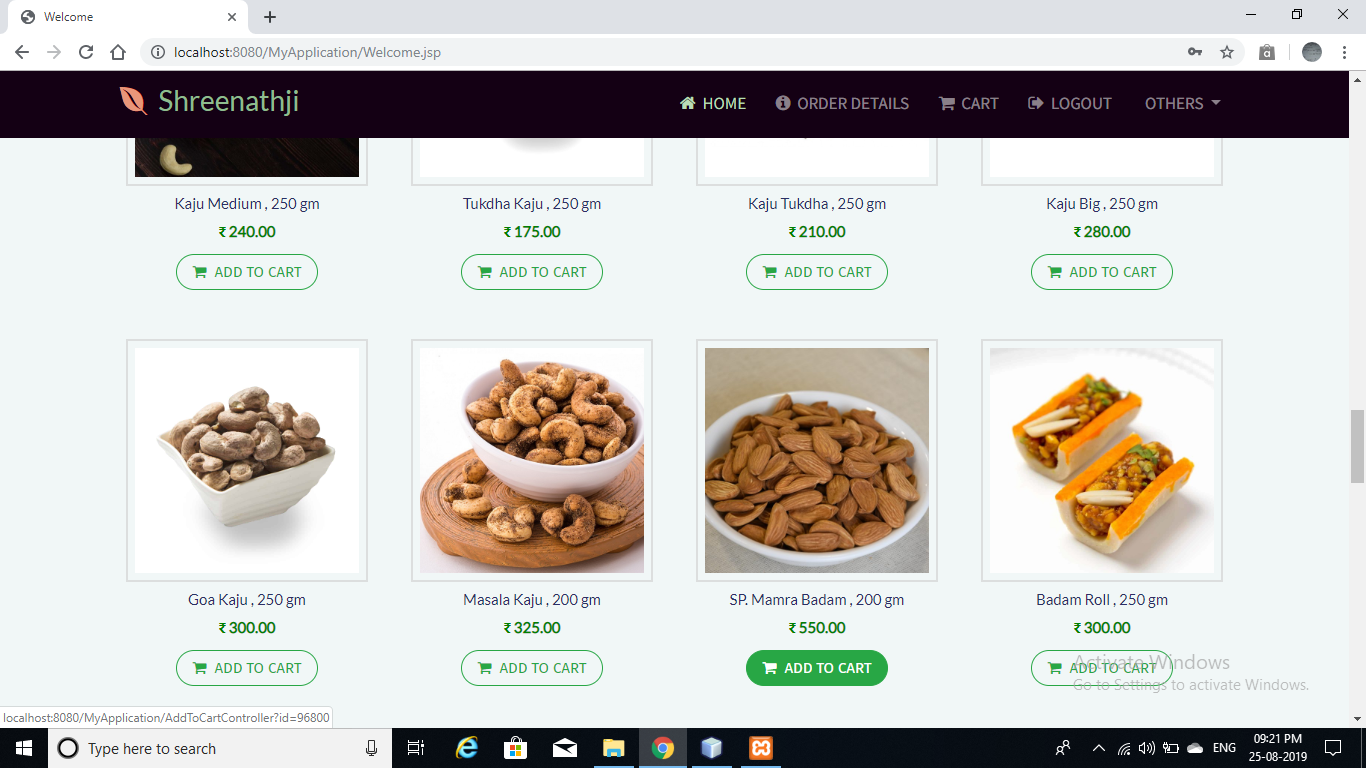 Welcome
localhost:8080/MyApplication/Welcome.jsp
Shreenathji
HOME ORDER DETAILS CART LOGOUT OTHERS
Kaju Medium , 250 gm
₹ 240.00
ADD TO CART
Tukdha Kaju , 250 gm
₹ 175.00
ADD TO CART
Kaju Tukdha , 250 gm
₹ 210.00
ADD TO CART
Kaju Big , 280 gm
₹ 280.00
ADD TO CART
Goa Kaju , 250 gm
₹ 300.00
ADD TO CART
Masala Kaju , 200 gm
₹ 325.00
ADD TO CART
SP. Mamra Badam , 200 gm
₹ 550.00
ADD TO CART
Badam Roll , 250 gm
₹ 300.00
ADD TO CART
Activate Windows
Go to Settings to activate Windows.
localhost:8080/MyApplication/AddToCartController?id=96800
Type here to search
ENG
09:21 PM
25-08-2019